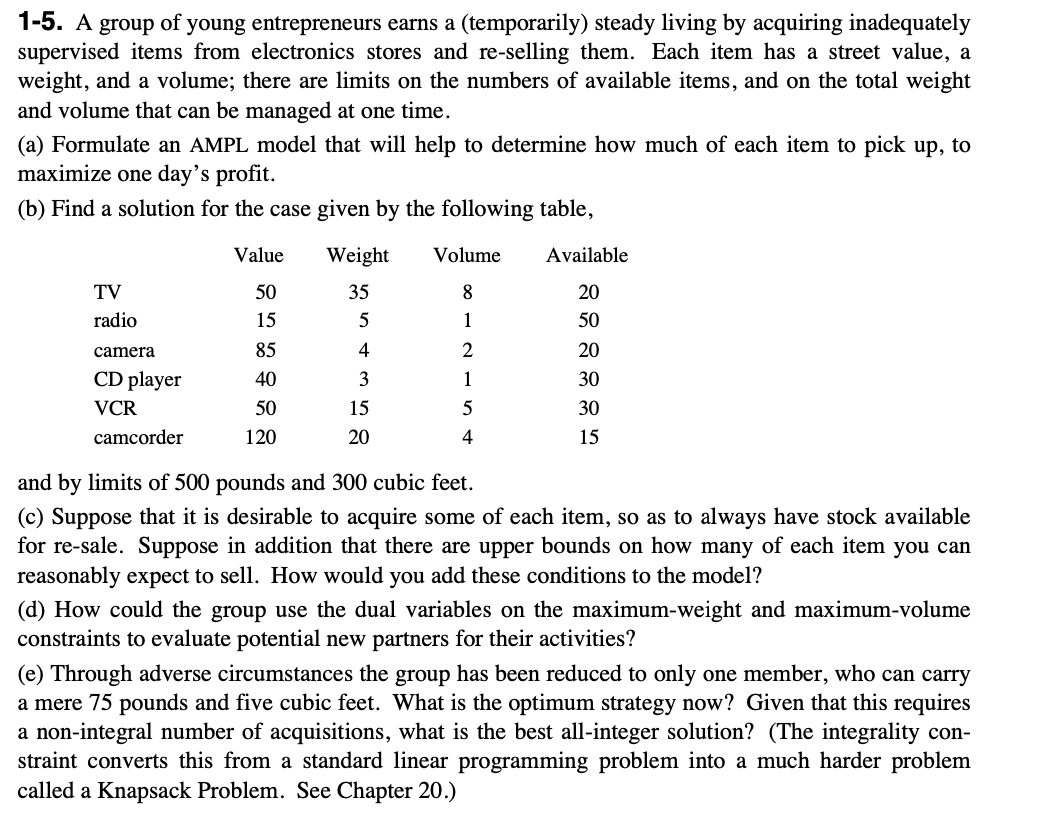 1-5. A group of young entrepreneurs earns a (temporarily) steady living by acquiring inadequately
supervised items from electronics stores and re-selling them. Each item has a street value, a
weight, and a volume; there are limits on the numbers of available items, and on the total weight
and volume that can be managed at one time.
(a) Formulate an AMPL model that will help to determine how much of each item to pick up, to
maximize one day's profit.
(b) Find a solution for the case given by the following table,
Value Weight Volume Available
TV 50 35 8 20
radio 15 5 1 50
camera 85 4 2 20
CD player 40 3 1 30
VCR 50 15 5 30
camcorder 120 20 4 15
and by limits of 500 pounds and 300 cubic feet.
(c) Suppose that it is desirable to acquire some of each item, so as to always have stock available
for re-sale. Suppose in addition that there are upper bounds on how many of each item you can
reasonably expect to sell. How would you add these conditions to the model?
(d) How could the group use the dual variables on the maximum-weight and maximum-volume
constraints to evaluate potential new partners for their activities?
(e) Through adverse circumstances the group has been reduced to only one member, who can carry
a mere 75 pounds and five cubic feet. What is the optimum strategy now? Given that this requires
a non-integral number of acquisitions, what is the best all-integer solution? (The integrality con-
straint converts this from a standard linear programming problem into a much harder problem
called a Knapsack Problem. See Chapter 20.)